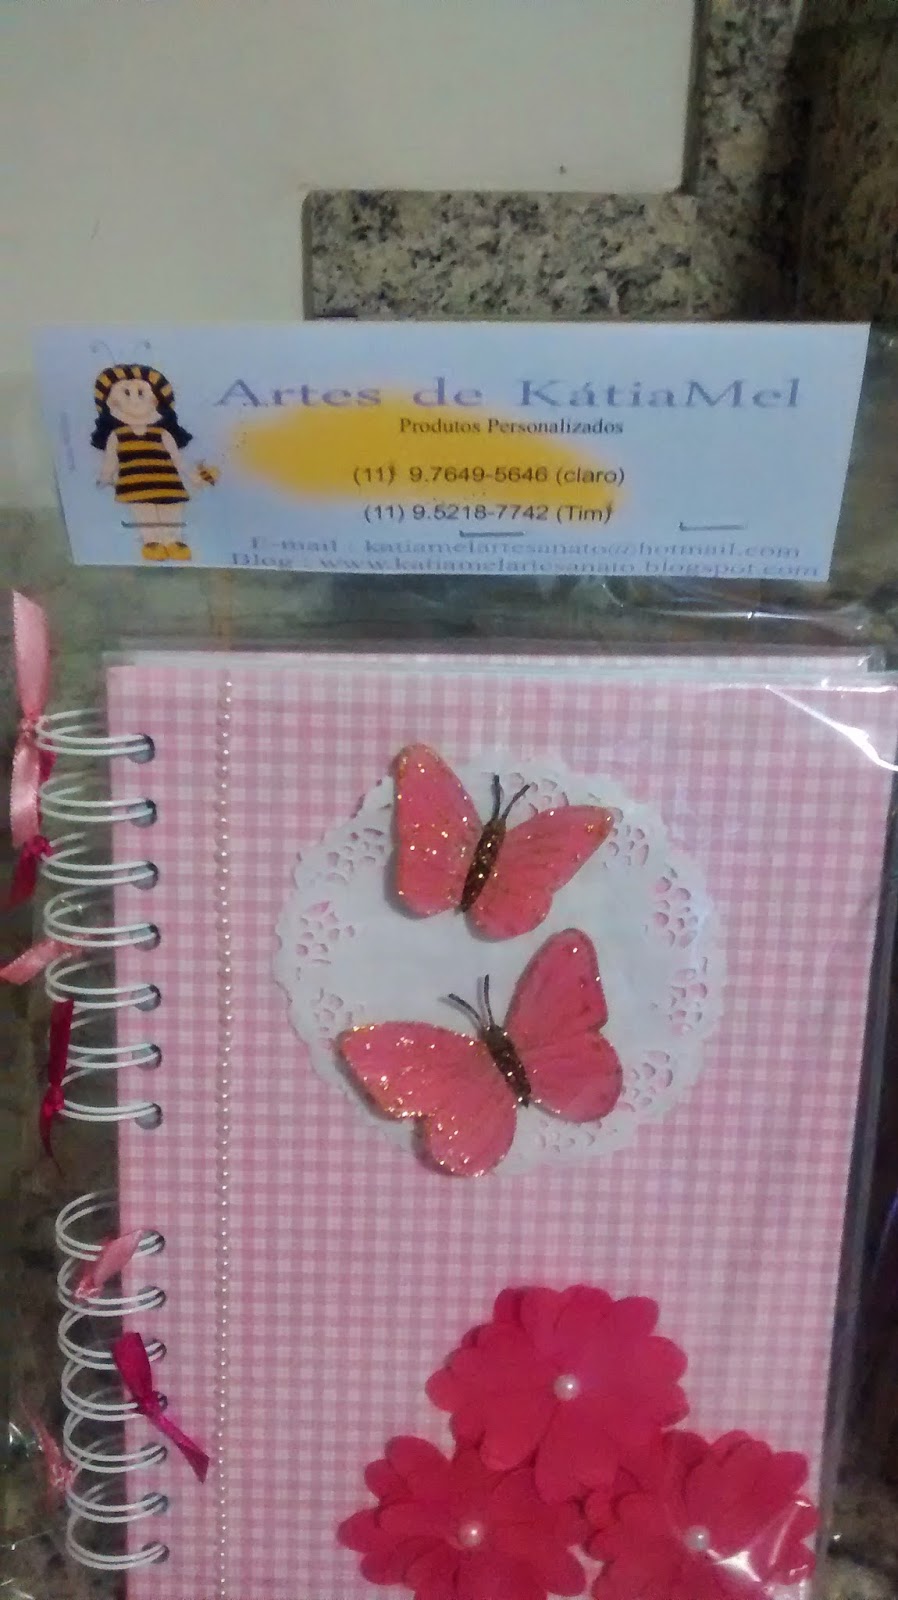 Artes de KátiaMel
Produtos Personalizados
(11) 9.7649-5646 (claro)
(11) 9.5218-7742 (Tim)
E-mail : katiamelartesanato@hotmail.com
Blog : www.katiamelartesanato.blogspot.com